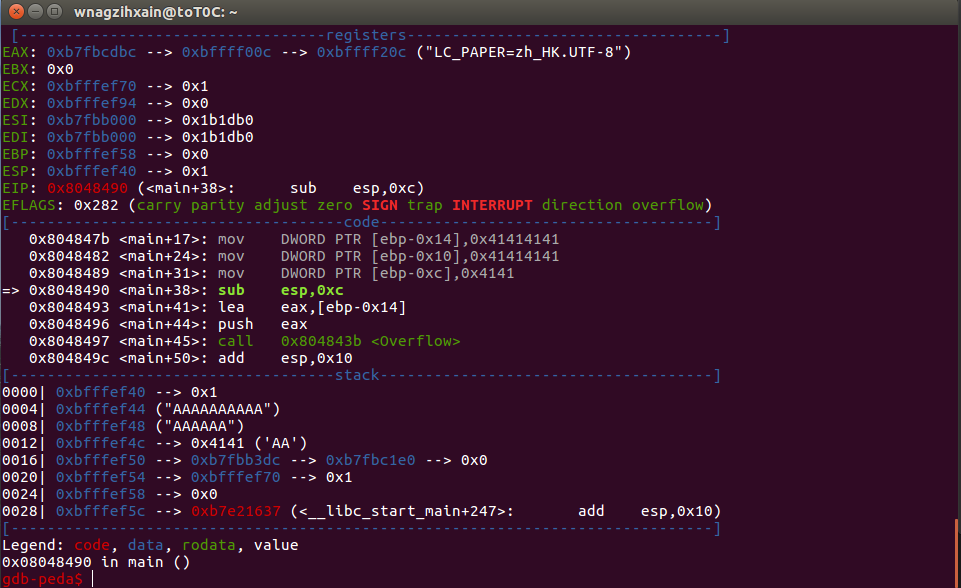 wnagzihxain@toT0C: ~
[----------------------------------registers-----------------------------------]
EAX: 0xb7fbcdbc --> 0xbffff00c --> 0xbffff20c ("LC_PAPER=zh_HK.UTF-8")
EBX: 0x0
ECX: 0xbfffef70 --> 0x1
EDX: 0xbfffef94 --> 0x0
ESI: 0xb7fbb000 --> 0x1b1db0
EDI: 0xb7fbb000 --> 0x1b1db0
EBP: 0xbfffef58 --> 0x0
ESP: 0xbfffef40 --> 0x1
EIP: 0x8048490 (<main+38>:      sub    esp,0xc)
EFLAGS: 0x282 (carry parity adjust zero SIGN trap INTERRUPT direction overflow)
[-------------------------------------code-------------------------------------]
   0x804847b <main+17>: mov    DWORD PTR [ebp-0x14],0x41414141
   0x8048482 <main+24>: mov    DWORD PTR [ebp-0x10],0x41414141
   0x8048489 <main+31>: mov    DWORD PTR [ebp-0xc],0x4141
=> 0x8048490 <main+38>: sub    esp,0xc
   0x8048493 <main+41>: lea    eax,[ebp-0x14]
   0x8048496 <main+44>: push   eax
   0x8048497 <main+45>: call   0x804843b <Overflow>
   0x804849c <main+50>: add    esp,0x10
[------------------------------------stack-------------------------------------]
0000| 0xbfffef40 --> 0x1
0004| 0xbfffef44 ("AAAAAAAAAA")
0008| 0xbfffef48 ("AAAAAA")
0012| 0xbfffef4c --> 0x4141 ('AA')
0016| 0xbfffef50 --> 0xb7fbb3dc --> 0xb7fbc1e0 --> 0x0
0020| 0xbfffef54 --> 0xbfffef70 --> 0x1
0024| 0xbfffef58 --> 0x0
0028| 0xbfffef5c --> 0xb7e21637 (<__libc_start_main+247>:       add    esp,0x10)
[------------------------------------------------------------------------------]
Legend: code, data, rodata, value
0x08048490 in main ()
gdb-peda$